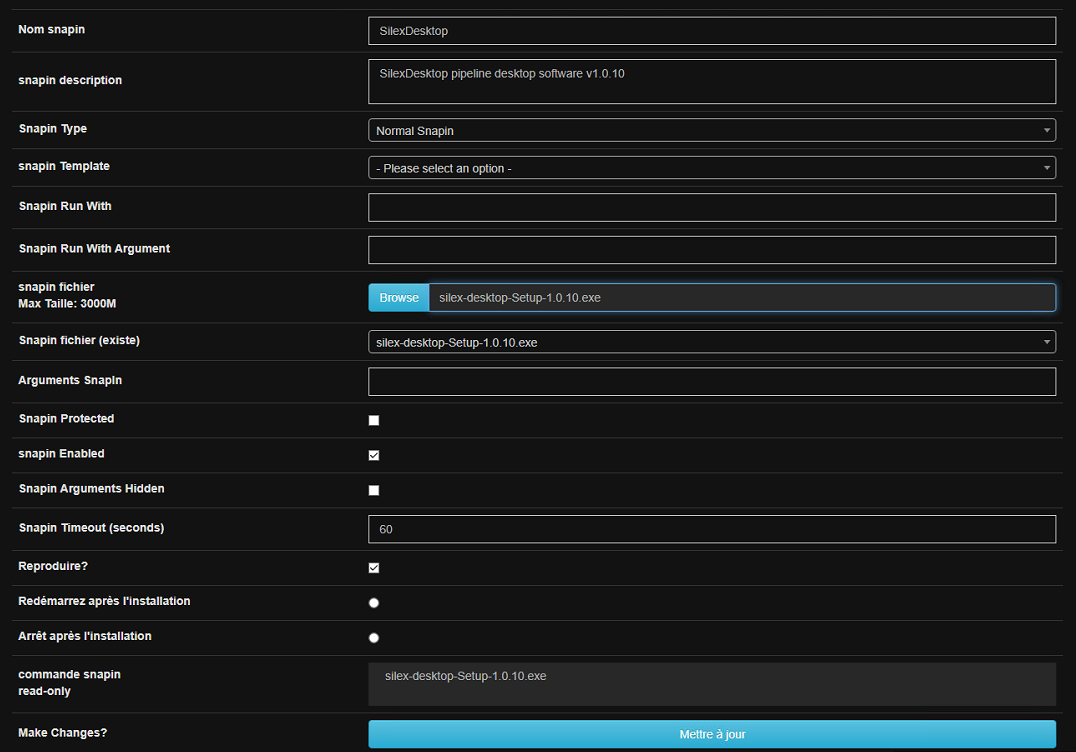 Nom snapin
SilexDesktop
snapin description
SilexDesktop pipeline desktop software v1.0.10
Snapin Type
Normal Snapin
snapin Template
- Please select an option -
Snapin Run With
Snapin Run With Argument
snapin fichier
Max Taille: 3000M
Browse
silex-desktop-Setup-1.0.10.exe
Snapin fichier (existe)
silex-desktop-Setup-1.0.10.exe
Arguments SnapIn
Snapin Protected
snapin Enabled
Snapin Arguments Hidden
Snapin Timeout (seconds)
60
Reproduire?
Redémarrez après l'installation
Arrêt après l'installation
commande snapin
read-only
silex-desktop-Setup-1.0.10.exe
Make Changes?
Mettre à jour